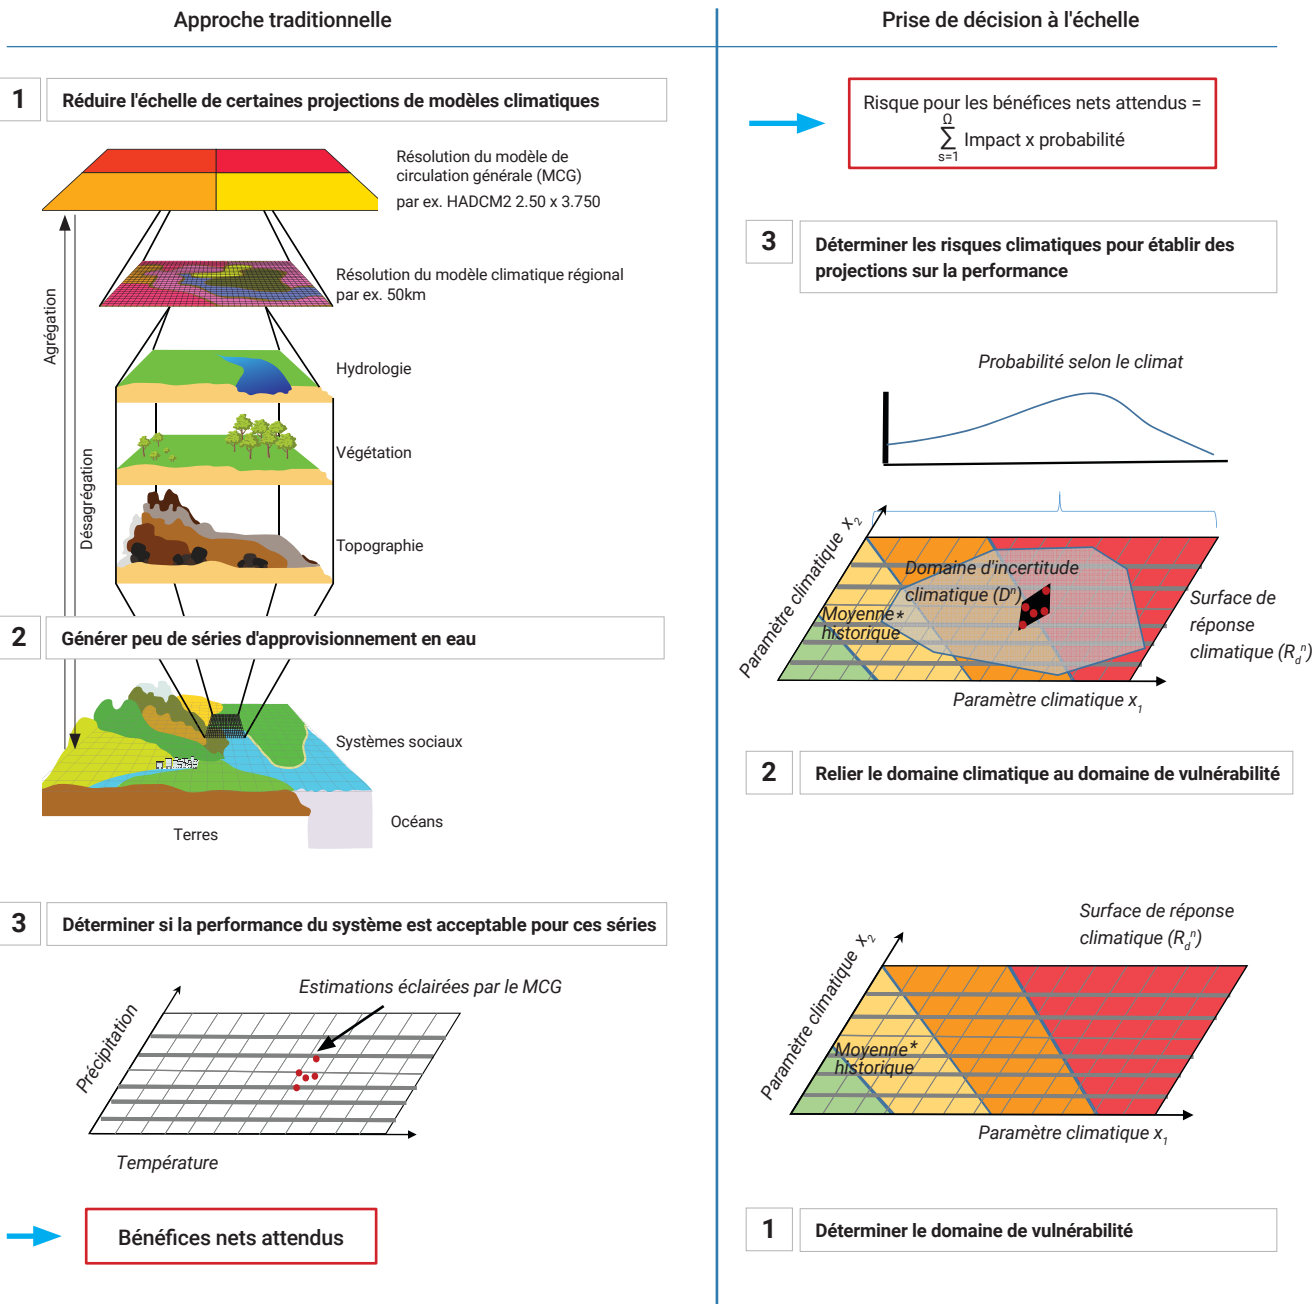 Approche traditionnelle
1
Réduire l'échelle de certaines projections de modèles climatiques
Résolution du modèle de
circulation générale (MCG)
par ex. HADCM2 2.50 x 3.750
Résolution du modèle climatique régional
par ex. 50km
Agrégation
Désagrégation
Hydrologie
Végétation
Topographie
2
Générer peu de séries d'approvisionnement en eau
Systèmes sociaux
Océans
Terres
3
Déterminer si la performance du système est acceptable pour ces séries
Estimations éclairées par le MCG
Précipitation
Température
Bénéfices nets attendus
Prise de décision à l'échelle
Risque pour les bénéfices nets attendus =
Ω
∑ Impact x probabilité
s=1
3
Déterminer les risques climatiques pour établir des
projections sur la performance
Probabilité selon le climat
Paramètre climatique x₂
Domaine d'incertitude
climatique (Dⁿ)
Moyenne*
historique
Surface de
réponse
climatique (R_dⁿ)
Paramètre climatique x₁
2
Relier le domaine climatique au domaine de vulnérabilité
Surface de réponse
climatique (R_dⁿ)
Paramètre climatique x₂
Moyenne*
historique
Paramètre climatique x₁
1
Déterminer le domaine de vulnérabilité